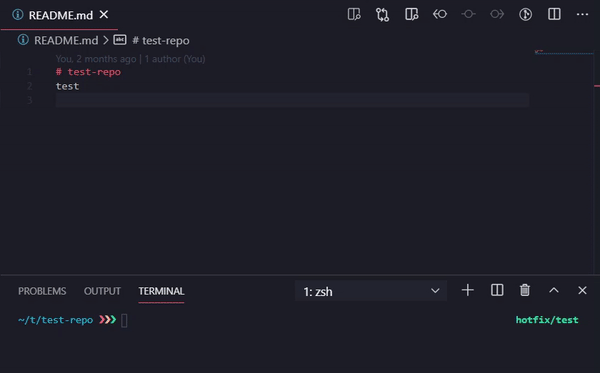 README.md
README.md > # test-repo
You, 2 months ago | 1 author (You)
1 # test-repo
2 test
3
PROBLEMS OUTPUT TERMINAL 1: zsh
~/t/test-repo ❯❯❯ hotfix/test